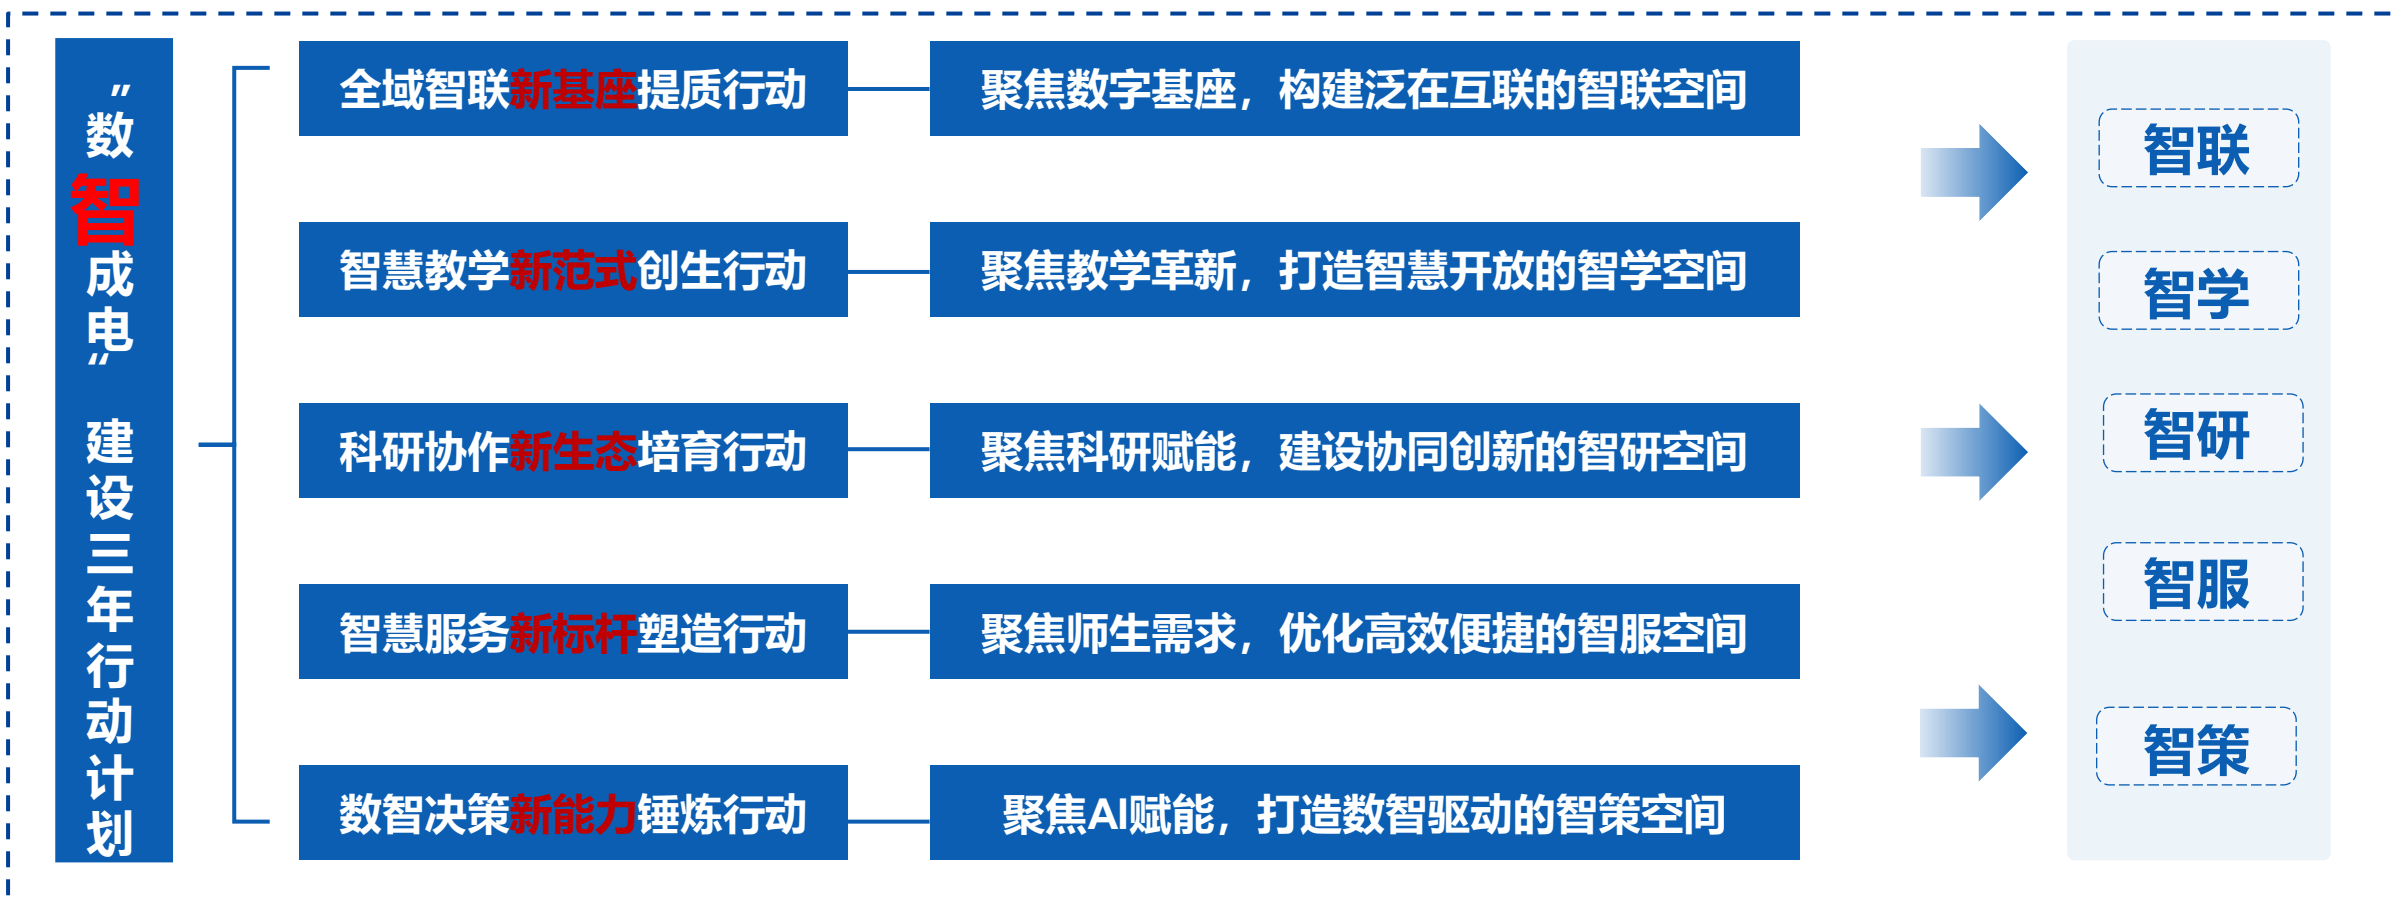 “数智成电” 建设三年行动计划
全域智联新基座提质行动
聚焦数字基座，构建泛在互联的智联空间
智慧教学新范式创生行动
聚焦教学革新，打造智慧开放的智学空间
科研协作新生态培育行动
聚焦科研赋能，建设协同创新的智研空间
智慧服务新标杆塑造行动
聚焦师生需求，优化高效便捷的智服空间
数智决策新能力锤炼行动
聚焦AI赋能，打造数智驱动的智策空间
智联
智学
智研
智服
智策